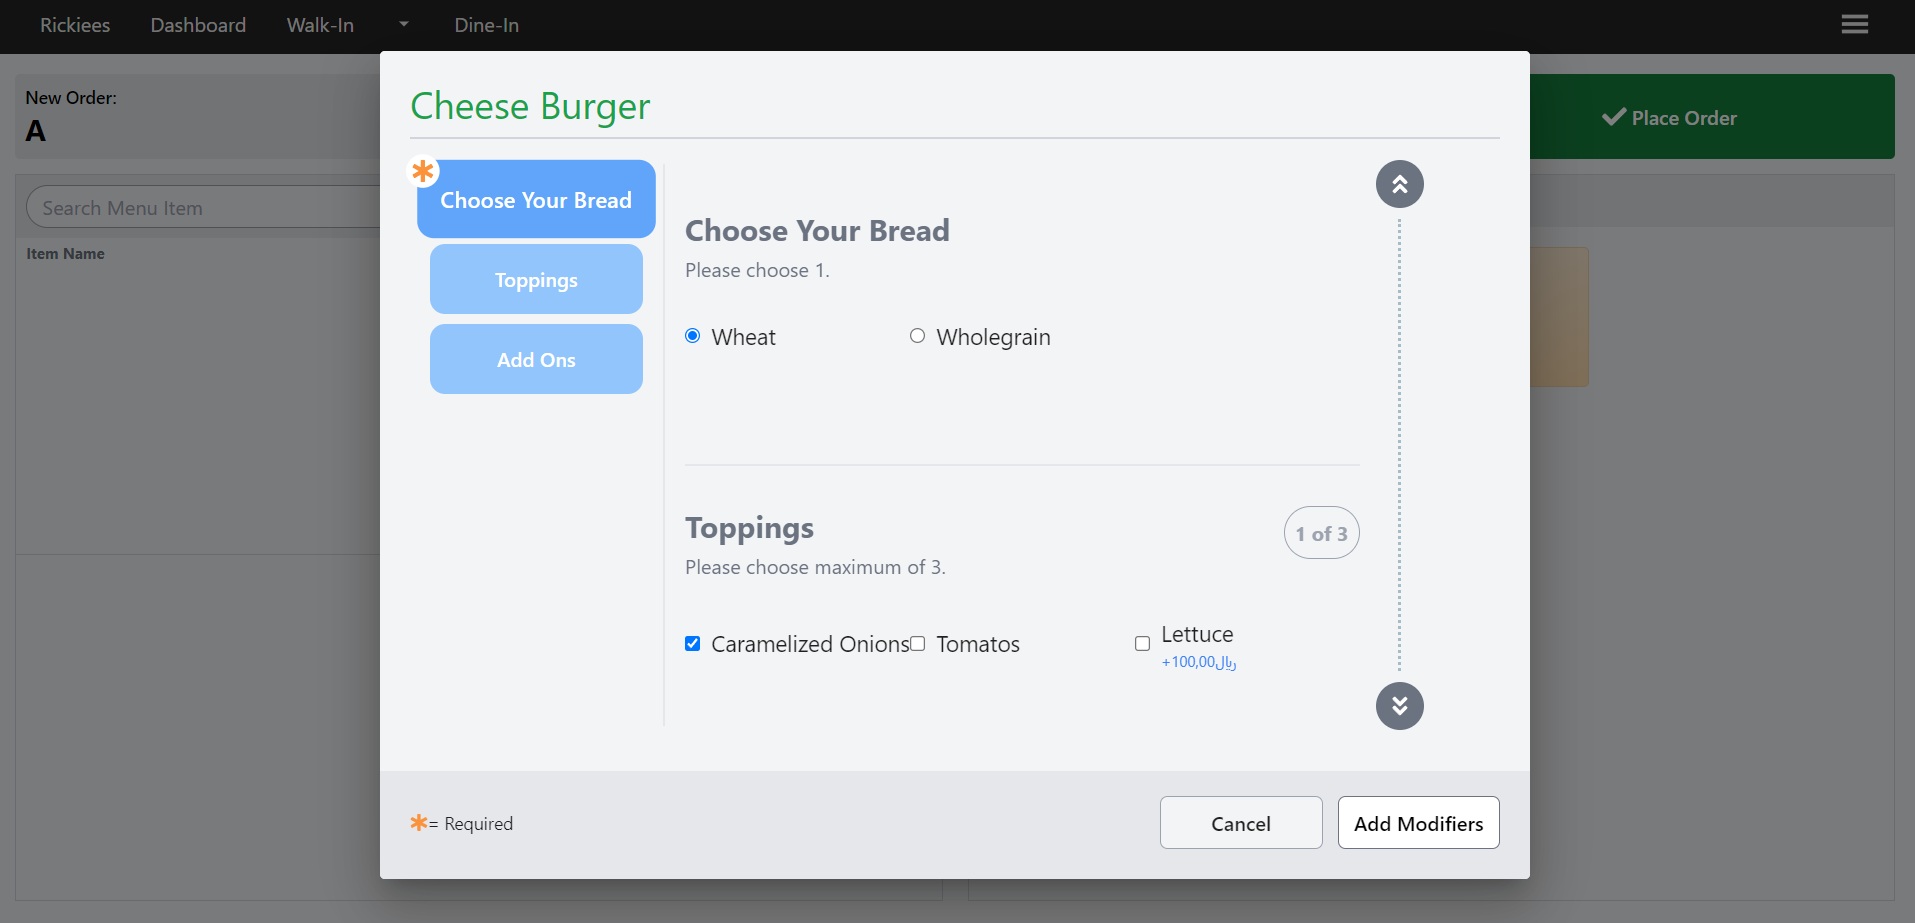 Rickiees Dashboard Walk-In Dine-In
New Order:
A
Place Order
Search Menu Item
Item Name
Cheese Burger
Choose Your Bread
Toppings
Add Ons
Choose Your Bread
Please choose 1.
Wheat Wholegrain
Toppings
1 of 3
Please choose maximum of 3.
Caramelized Onions Tomatos Lettuce
+100,00ریال
= Required
Cancel Add Modifiers